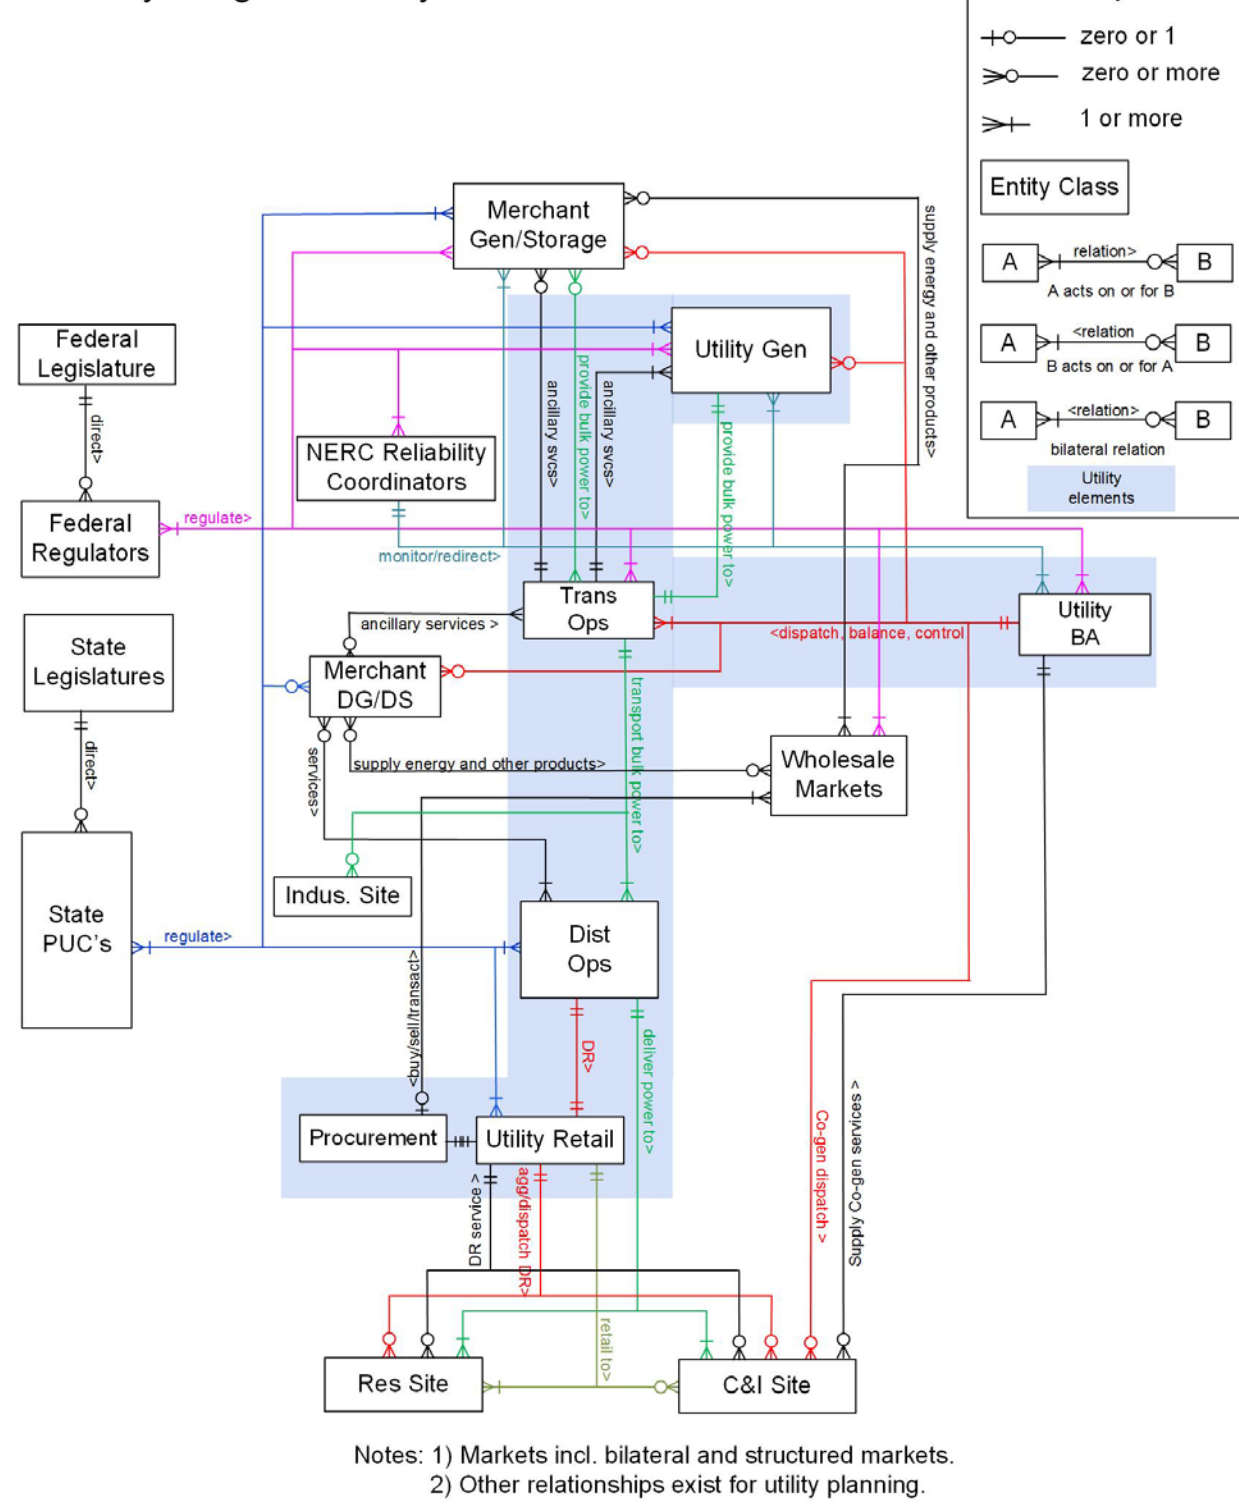 zero or 1
zero or more
1 or more
Entity Class
A
relation>
B
A acts on or for B
A
<relation
B
B acts on or for A
A
<relation>
B
bilateral relation
Utility
elements
Merchant
Gen/Storage
supply energy and other products>
Federal
Legislature
Utility Gen
direct>
ancillary svcs>
provide bulk power to>
ancillary svcs>
provide bulk power to>
NERC Reliability
Coordinators
Federal
Regulators
regulate>
monitor/redirect>
Trans
Ops
Utility
BA
ancillary services >
<dispatch, balance, control
State
Legislatures
Merchant
DG/DS
direct>
services>
supply energy and other products>
transport bulk power to>
Wholesale
Markets
Indus. Site
State
PUC's
regulate>
Dist
Ops
<buy/sell/transact>
DR>
deliver power to>
Procurement
Utility Retail
DR service >
agg/dispatch DR>
Co-gen dispatch >
Supply Co-gen services >
retail to>
Res Site
C&I Site
Notes: 1) Markets incl. bilateral and structured markets.
2) Other relationships exist for utility planning.